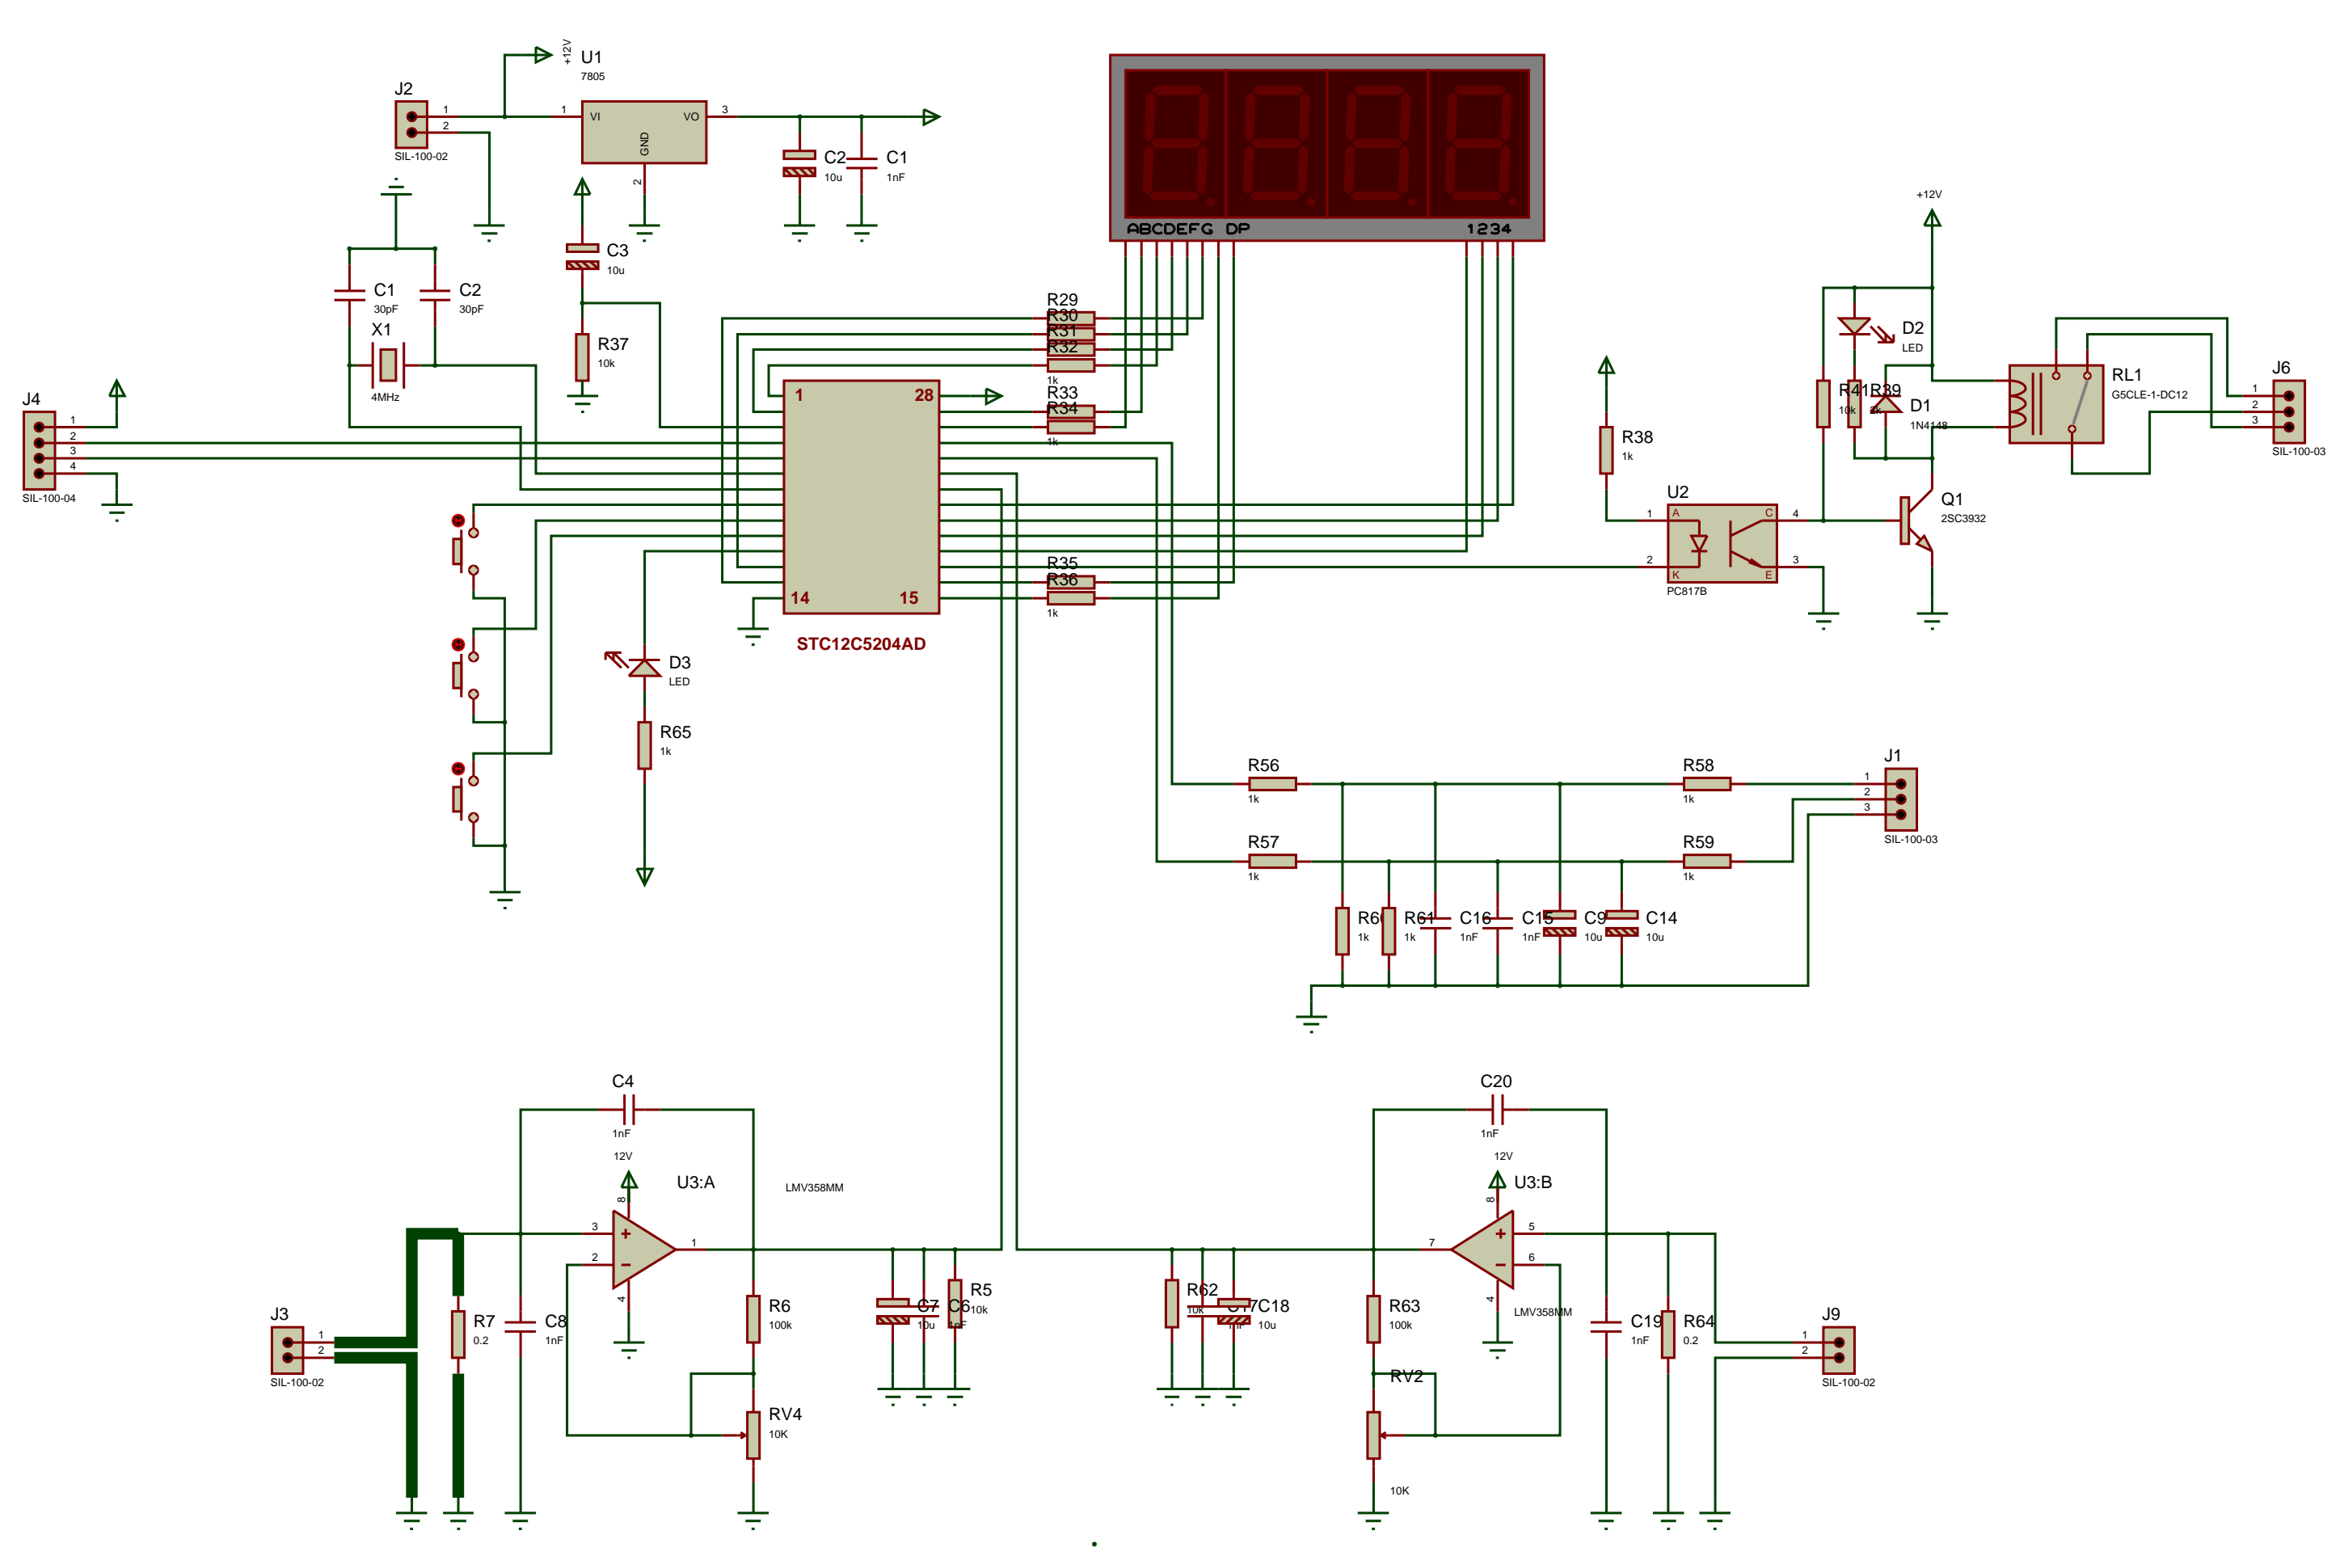 +12V
U1
7805
J2
1
2
SIL-100-02
1
VI
VO
3
GND
2
C2
10u
C1
1nF
ABCDEFG DP
1234
C3
10u
C1
30pF
C2
30pF
X1
4MHz
R37
10k
R29
R30
R31
R32
1k
R33
R34
1k
1
28
14
15
STC12C5204AD
R35
R36
1k
J4
1
2
3
4
SIL-100-04
D3
LED
R65
1k
+12V
D2
LED
R41
10k
R39
D1
1N4148
RL1
G5CLE-1-DC12
J6
1
2
3
SIL-100-03
R38
1k
U2
1
A
C
4
2
K
E
3
PC817B
Q1
2SC3932
R56
1k
R58
1k
J1
1
2
3
SIL-100-03
R57
1k
R59
1k
R60
1k
R61
1k
C16
1nF
C15
1nF
C9
10u
C14
10u
C4
1nF
12V
U3:A
LMV358MM
8
3
2
1
4
J3
1
2
SIL-100-02
R7
0.2
C8
1nF
R6
100k
RV4
10K
C7
10u
C6
1nF
R5
10k
C20
1nF
12V
U3:B
8
5
6
7
4
LMV358MM
R62
10k
C17
1nF
C18
10u
R63
100k
RV2
10K
C19
1nF
R64
0.2
J9
1
2
SIL-100-02